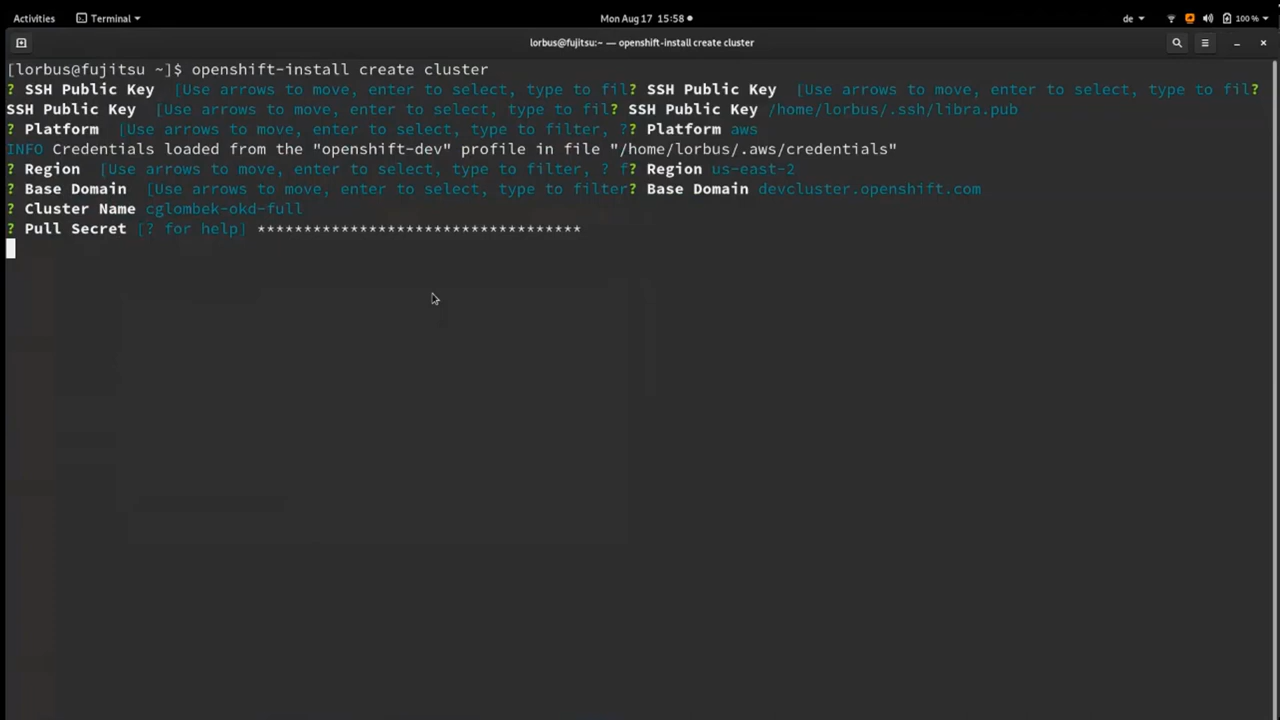 Activities Terminal Mon Aug 17 15:58 de 100 %
lorbus@fujitsu:~ — openshift-install create cluster
[lorbus@fujitsu ~]$ openshift-install create cluster
? SSH Public Key [Use arrows to move, enter to select, type to fil? SSH Public Key [Use arrows to move, enter to select, type to fil?
SSH Public Key [Use arrows to move, enter to select, type to fil? SSH Public Key /home/lorbus/.ssh/libra.pub
? Platform [Use arrows to move, enter to select, type to filter, ?? Platform aws
INFO Credentials loaded from the "openshift-dev" profile in file "/home/lorbus/.aws/credentials"
? Region [Use arrows to move, enter to select, type to filter, ? f? Region us-east-2
? Base Domain [Use arrows to move, enter to select, type to filter? Base Domain devcluster.openshift.com
? Cluster Name cglombek-okd-full
? Pull Secret [? for help] ***********************************